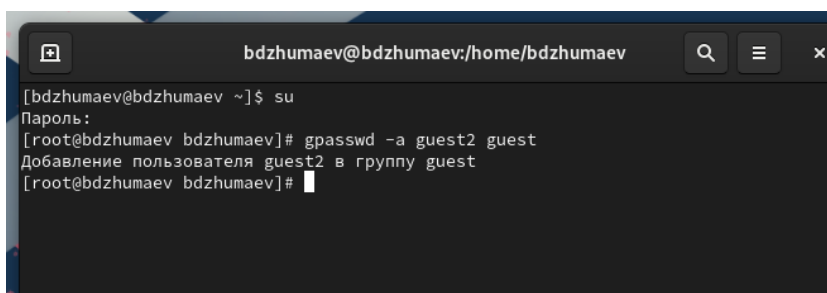 bdzhumaev@bdzhumaev:/home/bdzhumaev
[bdzhumaev@bdzhumaev ~]$ su
Пароль:
[root@bdzhumaev bdzhumaev]# gpasswd -a guest2 guest
Добавление пользователя guest2 в группу guest
[root@bdzhumaev bdzhumaev]#